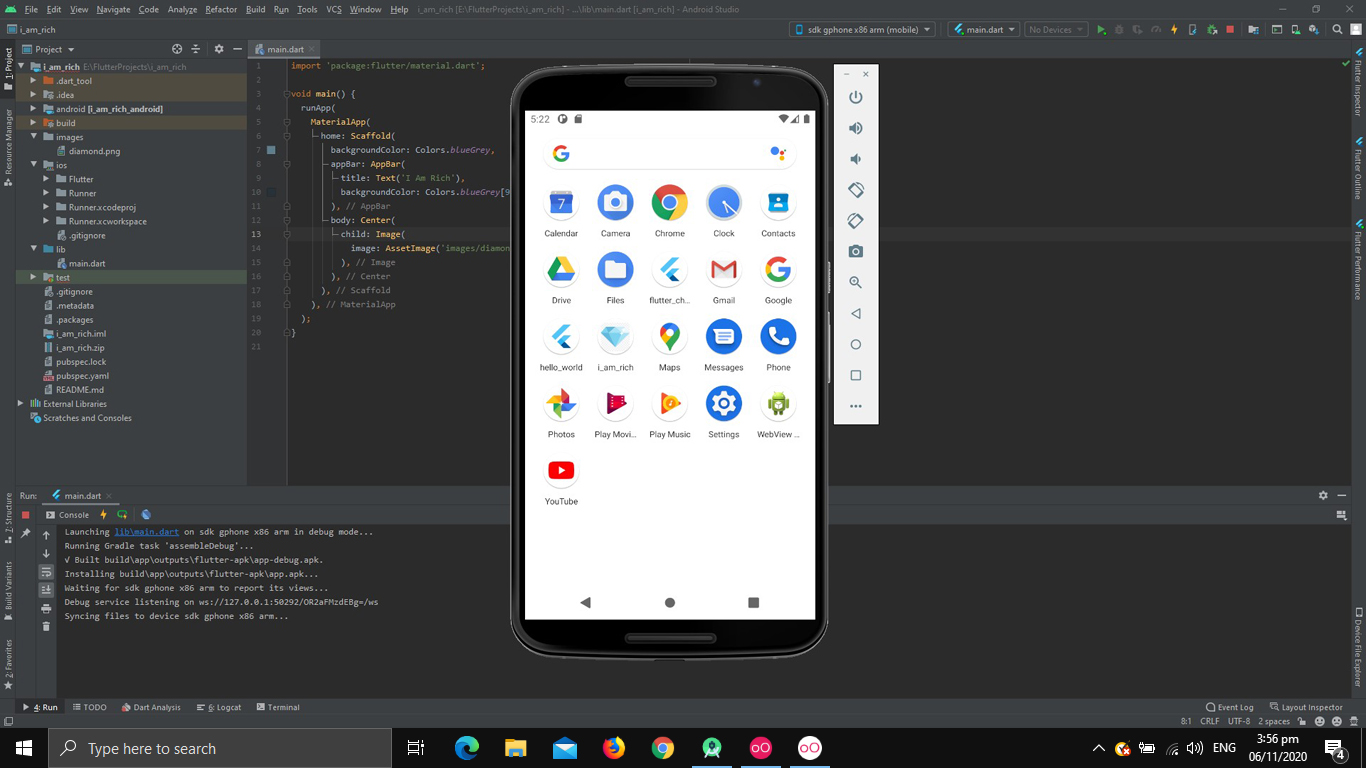 File Edit View Navigate Code Analyze Refactor Build Run Tools VCS Window Help i_am_rich [E:\FlutterProjects\i_am_rich] - ...\lib\main.dart [i_am_rich] - Android Studio
i_am_rich
sdk gphone x86 arm (mobile)
main.dart
No Devices
Project
main.dart
1: Project
Resource Manager
7: Structure
Build Variants
2: Favorites
i_am_rich E:\FlutterProjects\i_am_rich
.dart_tool
.idea
android [i_am_rich_android]
build
images
diamond.png
ios
Flutter
Runner
Runner.xcodeproj
Runner.xcworkspace
.gitignore
lib
main.dart
test
.gitignore
.metadata
.packages
i_am_rich.iml
i_am_rich.zip
pubspec.lock
pubspec.yaml
README.md
External Libraries
Scratches and Consoles
1 import 'package:flutter/material.dart';
2
3 void main() {
4 runApp(
5 MaterialApp(
6 home: Scaffold(
7 backgroundColor: Colors.blueGrey,
8 appBar: AppBar(
9 title: Text('I Am Rich'),
10 backgroundColor: Colors.blueGrey[9
11 ), // AppBar
12 body: Center(
13 child: Image(
14 image: AssetImage('images/diamon
15 ), // Image
16 ), // Center
17 ), // Scaffold
18 ), // MaterialApp
19 );
20 }
21
5:22
7
Calendar Camera Chrome Clock Contacts
Drive Files flutter_ch... Gmail Google
hello_world i_am_rich Maps Messages Phone
Photos Play Movi... Play Music Settings WebView ...
YouTube
Flutter Inspector
Flutter Outline
Flutter Performance
Device File Explorer
Run: main.dart
Console
Launching lib\main.dart on sdk gphone x86 arm in debug mode...
Running Gradle task 'assembleDebug'...
√ Built build\app\outputs\flutter-apk\app-debug.apk.
Installing build\app\outputs\flutter-apk\app.apk...
Waiting for sdk gphone x86 arm to report its views...
Debug service listening on ws://127.0.0.1:50292/OR2aFMzdEBg=/ws
Syncing files to device sdk gphone x86 arm...
4: Run TODO Dart Analysis 6: Logcat Terminal Event Log Layout Inspector
8:1 CRLF UTF-8 2 spaces
Type here to search
ENG
3:56 pm
06/11/2020
4